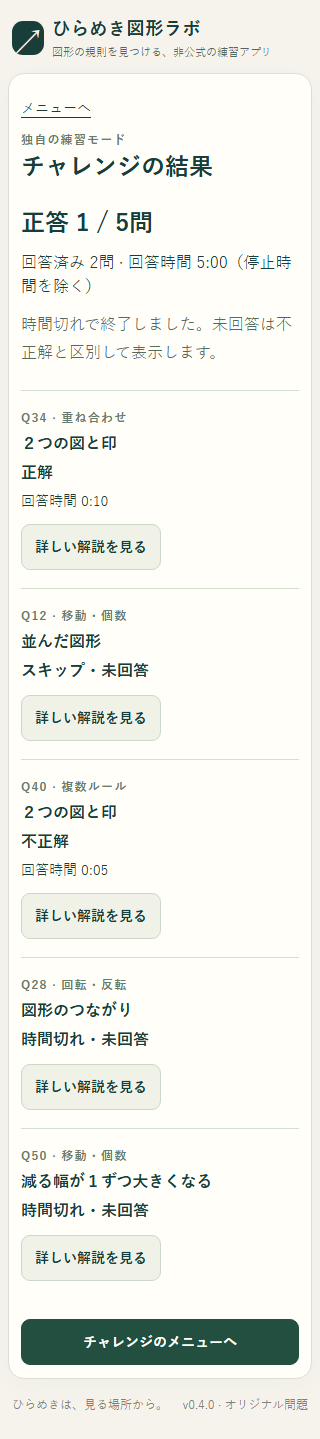 ひらめき図形ラボ
図形の規則を見つける、非公式の練習アプリ
メニューへ
独自の練習モード
チャレンジの結果
正答 1 / 5問
回答済み 2問 · 回答時間 5:00（停止時
間を除く）
時間切れで終了しました。未回答は不
正解と区別して表示します。
Q34 · 重ね合わせ
２つの図と印
正解
回答時間 0:10
詳しい解説を見る
Q12 · 移動・個数
並んだ図形
スキップ・未回答
詳しい解説を見る
Q40 · 複数ルール
２つの図と印
不正解
回答時間 0:05
詳しい解説を見る
Q28 · 回転・反転
図形のつながり
時間切れ・未回答
詳しい解説を見る
Q50 · 移動・個数
減る幅が１ずつ大きくなる
時間切れ・未回答
詳しい解説を見る
チャレンジのメニューへ
ひらめきは、見る場所から。 v0.4.0 · オリジナル問題